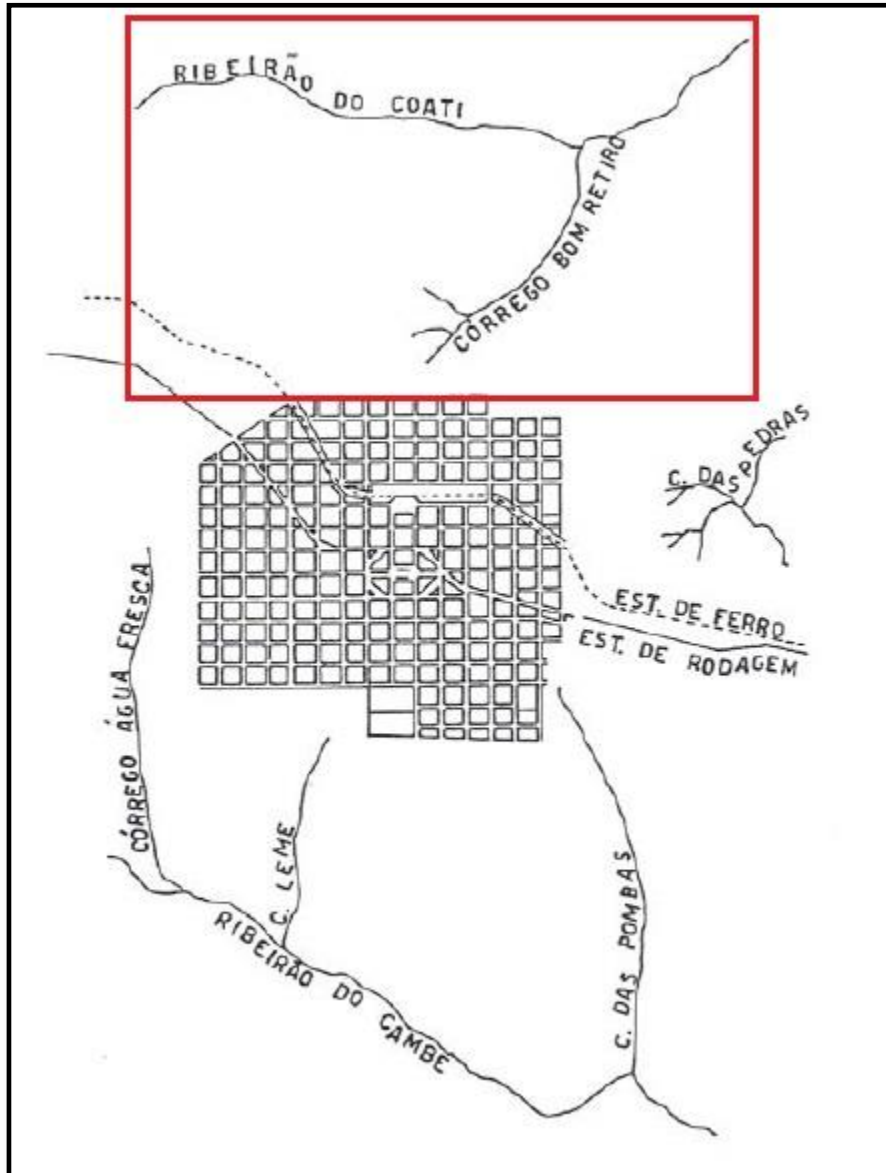 RIBEIRÃO DO COATI
CÓRREGO BOM RETIRO
C. DAS PEDRAS
EST. DE FERRO
EST. DE RODAGEM
CÓRREGO ÁGUA FRESCA
C. LEME
C. DAS POMBAS
RIBEIRÃO DO CAMBÉ